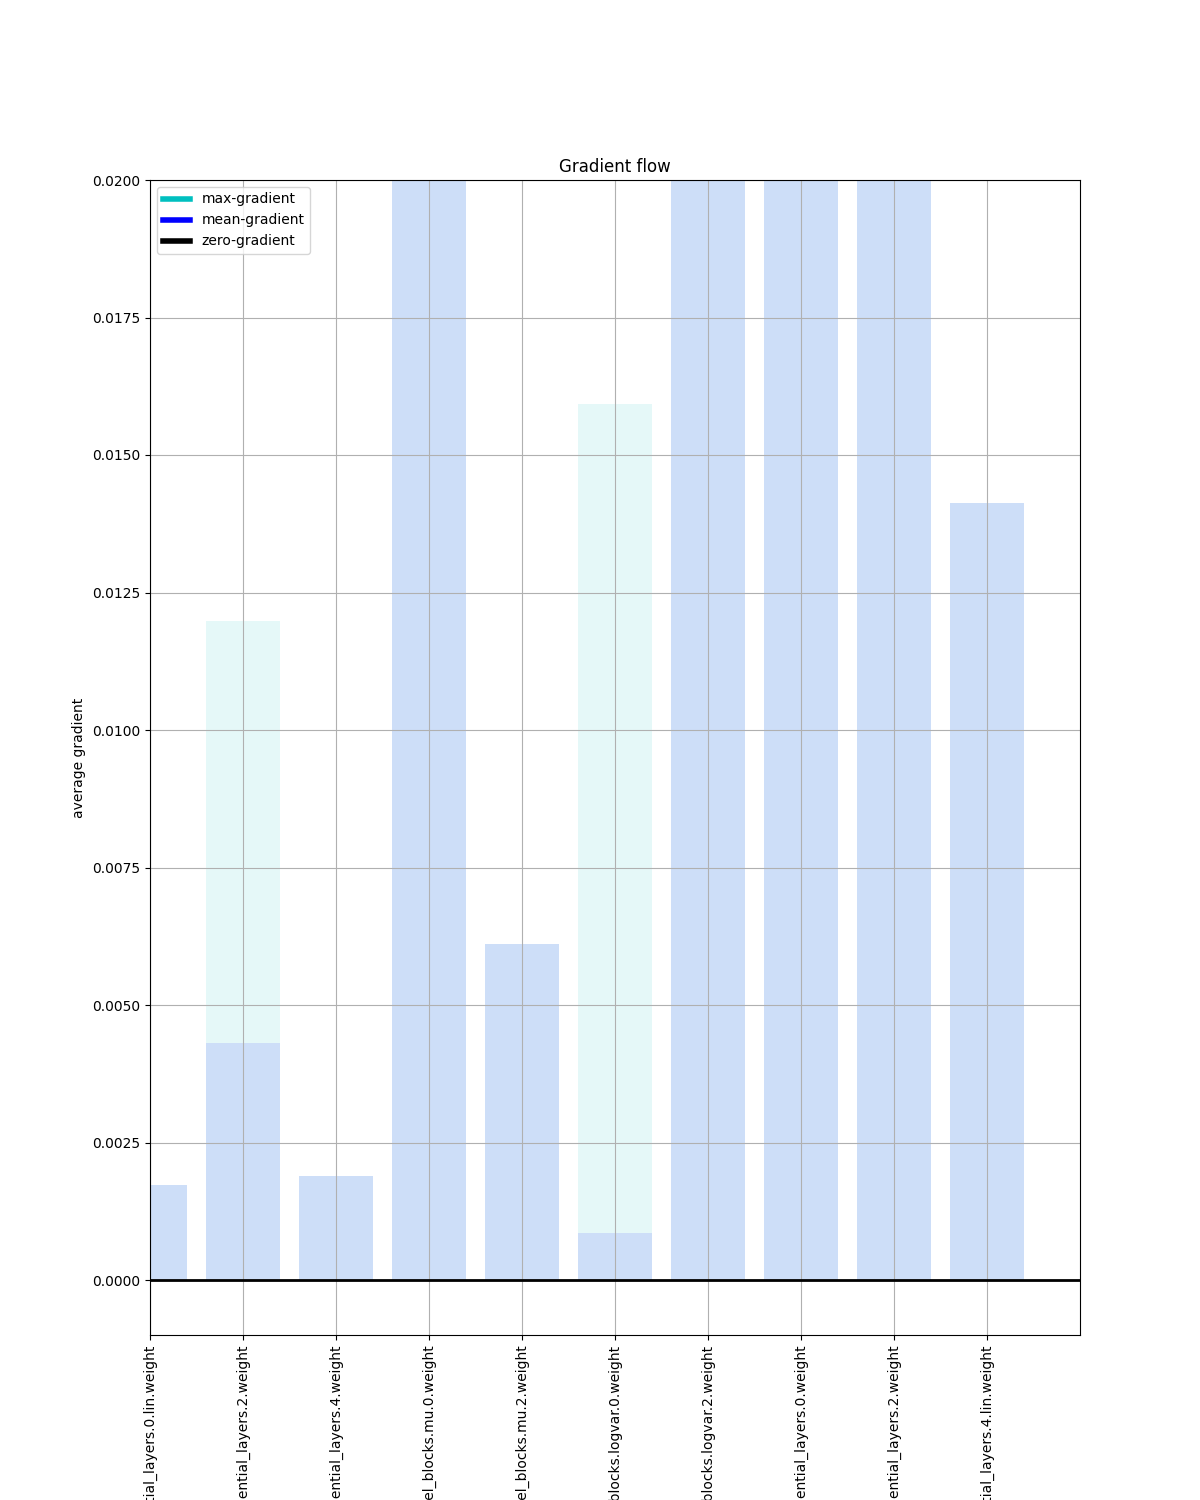 Gradient flow
max-gradient
mean-gradient
zero-gradient
0.0200
0.0175
0.0150
0.0125
0.0100
0.0075
0.0050
0.0025
0.0000
average gradient
tial_layers.0.lin.weight
ential_layers.2.weight
ential_layers.4.weight
el_blocks.mu.0.weight
el_blocks.mu.2.weight
blocks.logvar.0.weight
blocks.logvar.2.weight
ential_layers.0.weight
ential_layers.2.weight
tial_layers.4.lin.weight